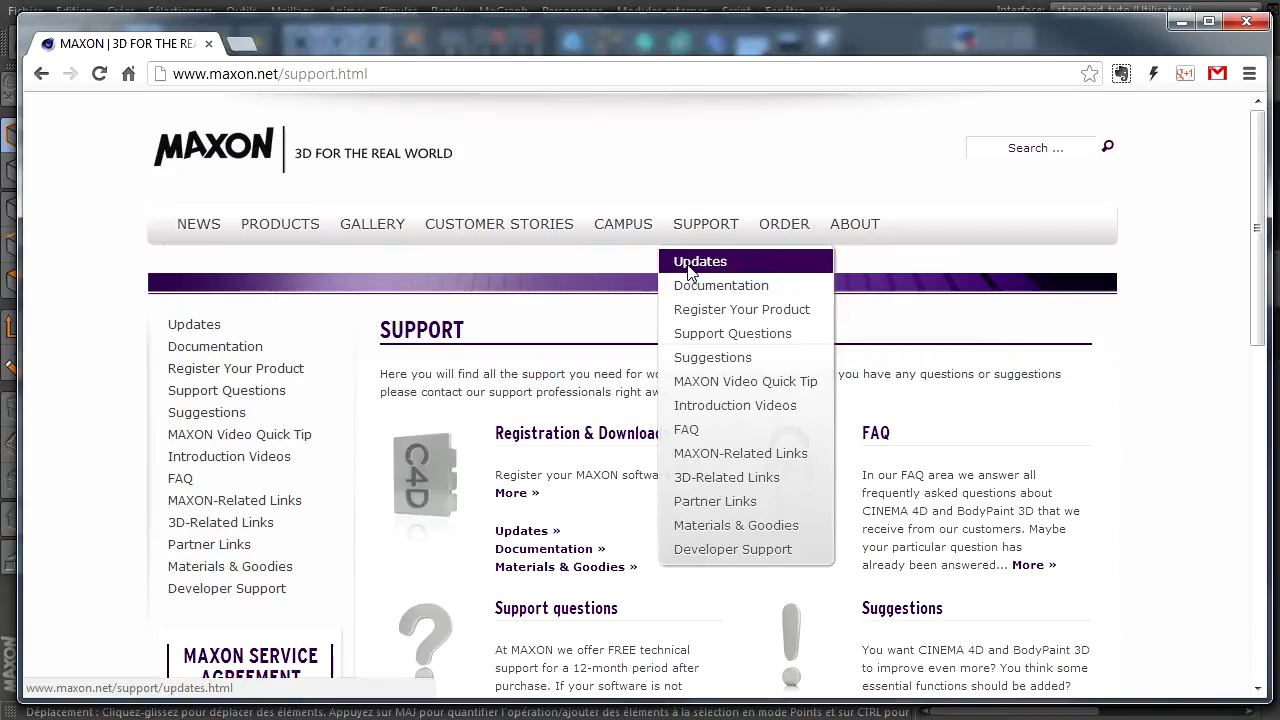 Fichier Edition Créer Sélectionner Outils Maillage Animer Simuler Rendu MoGraph Personnage Modules externes Script Fenêtre Aide Interface: standard_tuto (Utilisateur)
MAXON | 3D FOR THE REA
www.maxon.net/support.html
MAXON | 3D FOR THE REAL WORLD
Search ...
NEWS PRODUCTS GALLERY CUSTOMER STORIES CAMPUS SUPPORT ORDER ABOUT
Updates
Documentation
Register Your Product
Support Questions
Suggestions
MAXON Video Quick Tip
Introduction Videos
FAQ
MAXON-Related Links
3D-Related Links
Partner Links
Materials & Goodies
Developer Support
Updates
Documentation
Register Your Product
Support Questions
Suggestions
MAXON Video Quick Tip
Introduction Videos
FAQ
MAXON-Related Links
3D-Related Links
Partner Links
Materials & Goodies
Developer Support
MAXON SERVICE
AGREEMENT
SUPPORT
Here you will find all the support you need for wo you have any questions or suggestions
please contact our support professionals right aw
C4D
Registration & Downloa
Register your MAXON softwa
More »
Updates »
Documentation »
Materials & Goodies »
FAQ
In our FAQ area we answer all
frequently asked questions about
CINEMA 4D and BodyPaint 3D that we
receive from our customers. Maybe
your particular question has
already been answered... More »
Support questions
At MAXON we offer FREE technical
support for a 12-month period after
purchase. If your software is not
Suggestions
You want CINEMA 4D and BodyPaint 3D
to improve even more? You think some
essential functions should be added?
www.maxon.net/support/updates.html
MAXON
Déplacement : Cliquez-glissez pour déplacer des éléments. Appuyez sur MAJ pour quantifier l'opération/ajouter des éléments à la sélection en mode Points et sur CTRL pour